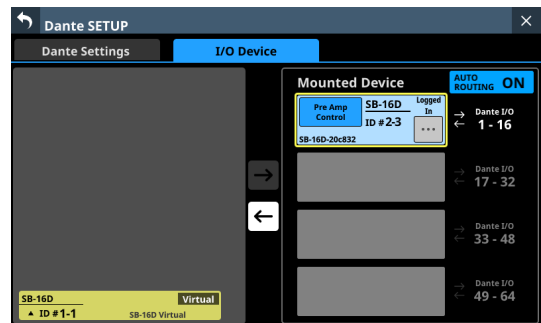 Dante SETUP
Dante Settings
I/O Device
Mounted Device
AUTO
ROUTING ON
Pre Amp
Control
SB-16D
ID # 2-3
Logged
In
...
SB-16D-20c832
Dante I/O
1 - 16
Dante I/O
17 - 32
Dante I/O
33 - 48
Dante I/O
49 - 64
SB-16D
Virtual
ID # 1-1
SB-16D Virtual